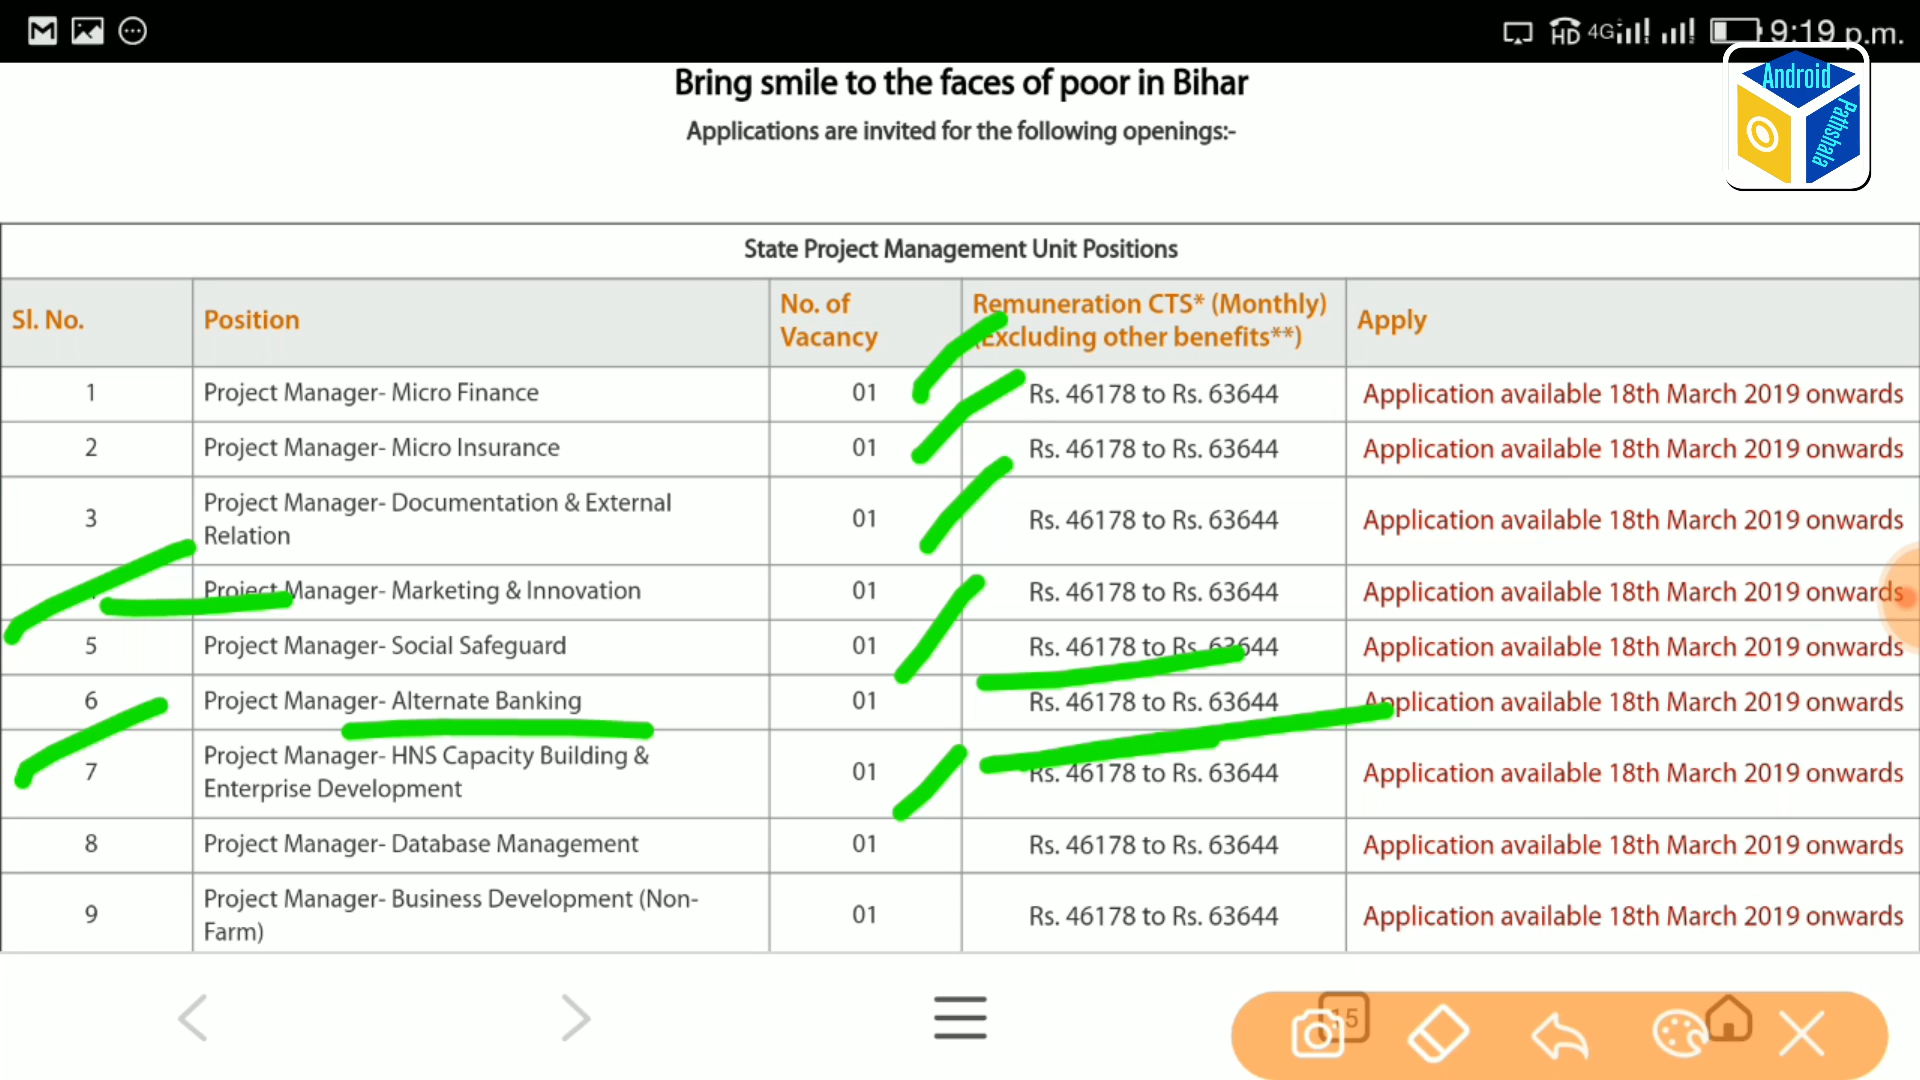 HD 4G 9:19 p.m.
Android
Pathshala
Bring smile to the faces of poor in Bihar
Applications are invited for the following openings:-
State Project Management Unit Positions
Sl. No. Position No. of Vacancy Remuneration CTS* (Monthly) (Excluding other benefits**) Apply
1 Project Manager- Micro Finance 01 Rs. 46178 to Rs. 63644 Application available 18th March 2019 onwards
2 Project Manager- Micro Insurance 01 Rs. 46178 to Rs. 63644 Application available 18th March 2019 onwards
3 Project Manager- Documentation & External Relation 01 Rs. 46178 to Rs. 63644 Application available 18th March 2019 onwards
Project Manager- Marketing & Innovation 01 Rs. 46178 to Rs. 63644 Application available 18th March 2019 onwards
5 Project Manager- Social Safeguard 01 Rs. 46178 to Rs. 63644 Application available 18th March 2019 onwards
6 Project Manager- Alternate Banking 01 Rs. 46178 to Rs. 63644 Application available 18th March 2019 onwards
7 Project Manager- HNS Capacity Building & Enterprise Development 01 Rs. 46178 to Rs. 63644 Application available 18th March 2019 onwards
8 Project Manager- Database Management 01 Rs. 46178 to Rs. 63644 Application available 18th March 2019 onwards
9 Project Manager- Business Development (Non-Farm) 01 Rs. 46178 to Rs. 63644 Application available 18th March 2019 onwards
15